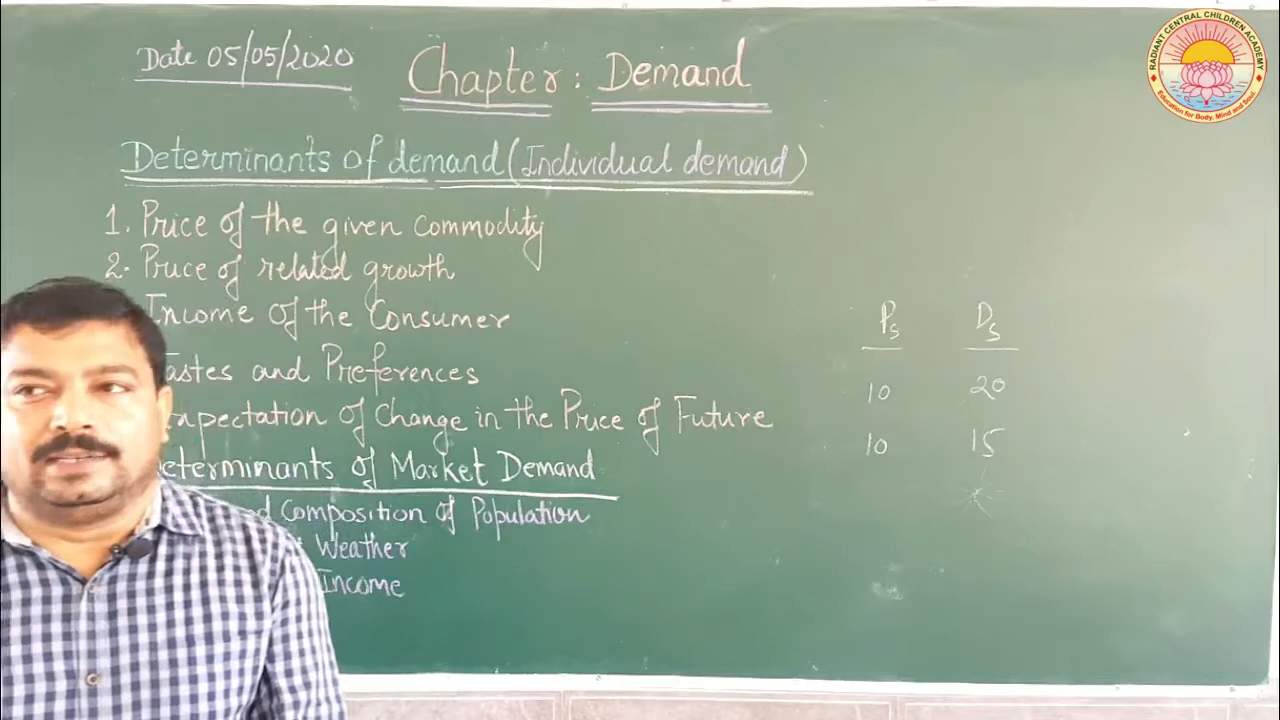 Date 05/05/2020
Chapter: Demand
Determinants of demand (Individual demand)
1. Price of the given commodity
2. Price of related growth
Income of the Consumer
Tastes and Preferences
Expectation of Change in the Price of Future
Determinants of Market Demand
Composition of Population
Weather
Income
Ps Ds
10 20
10 15
RADIANT CENTRAL CHILDREN ACADEMY
Education for Body, Mind and Soul